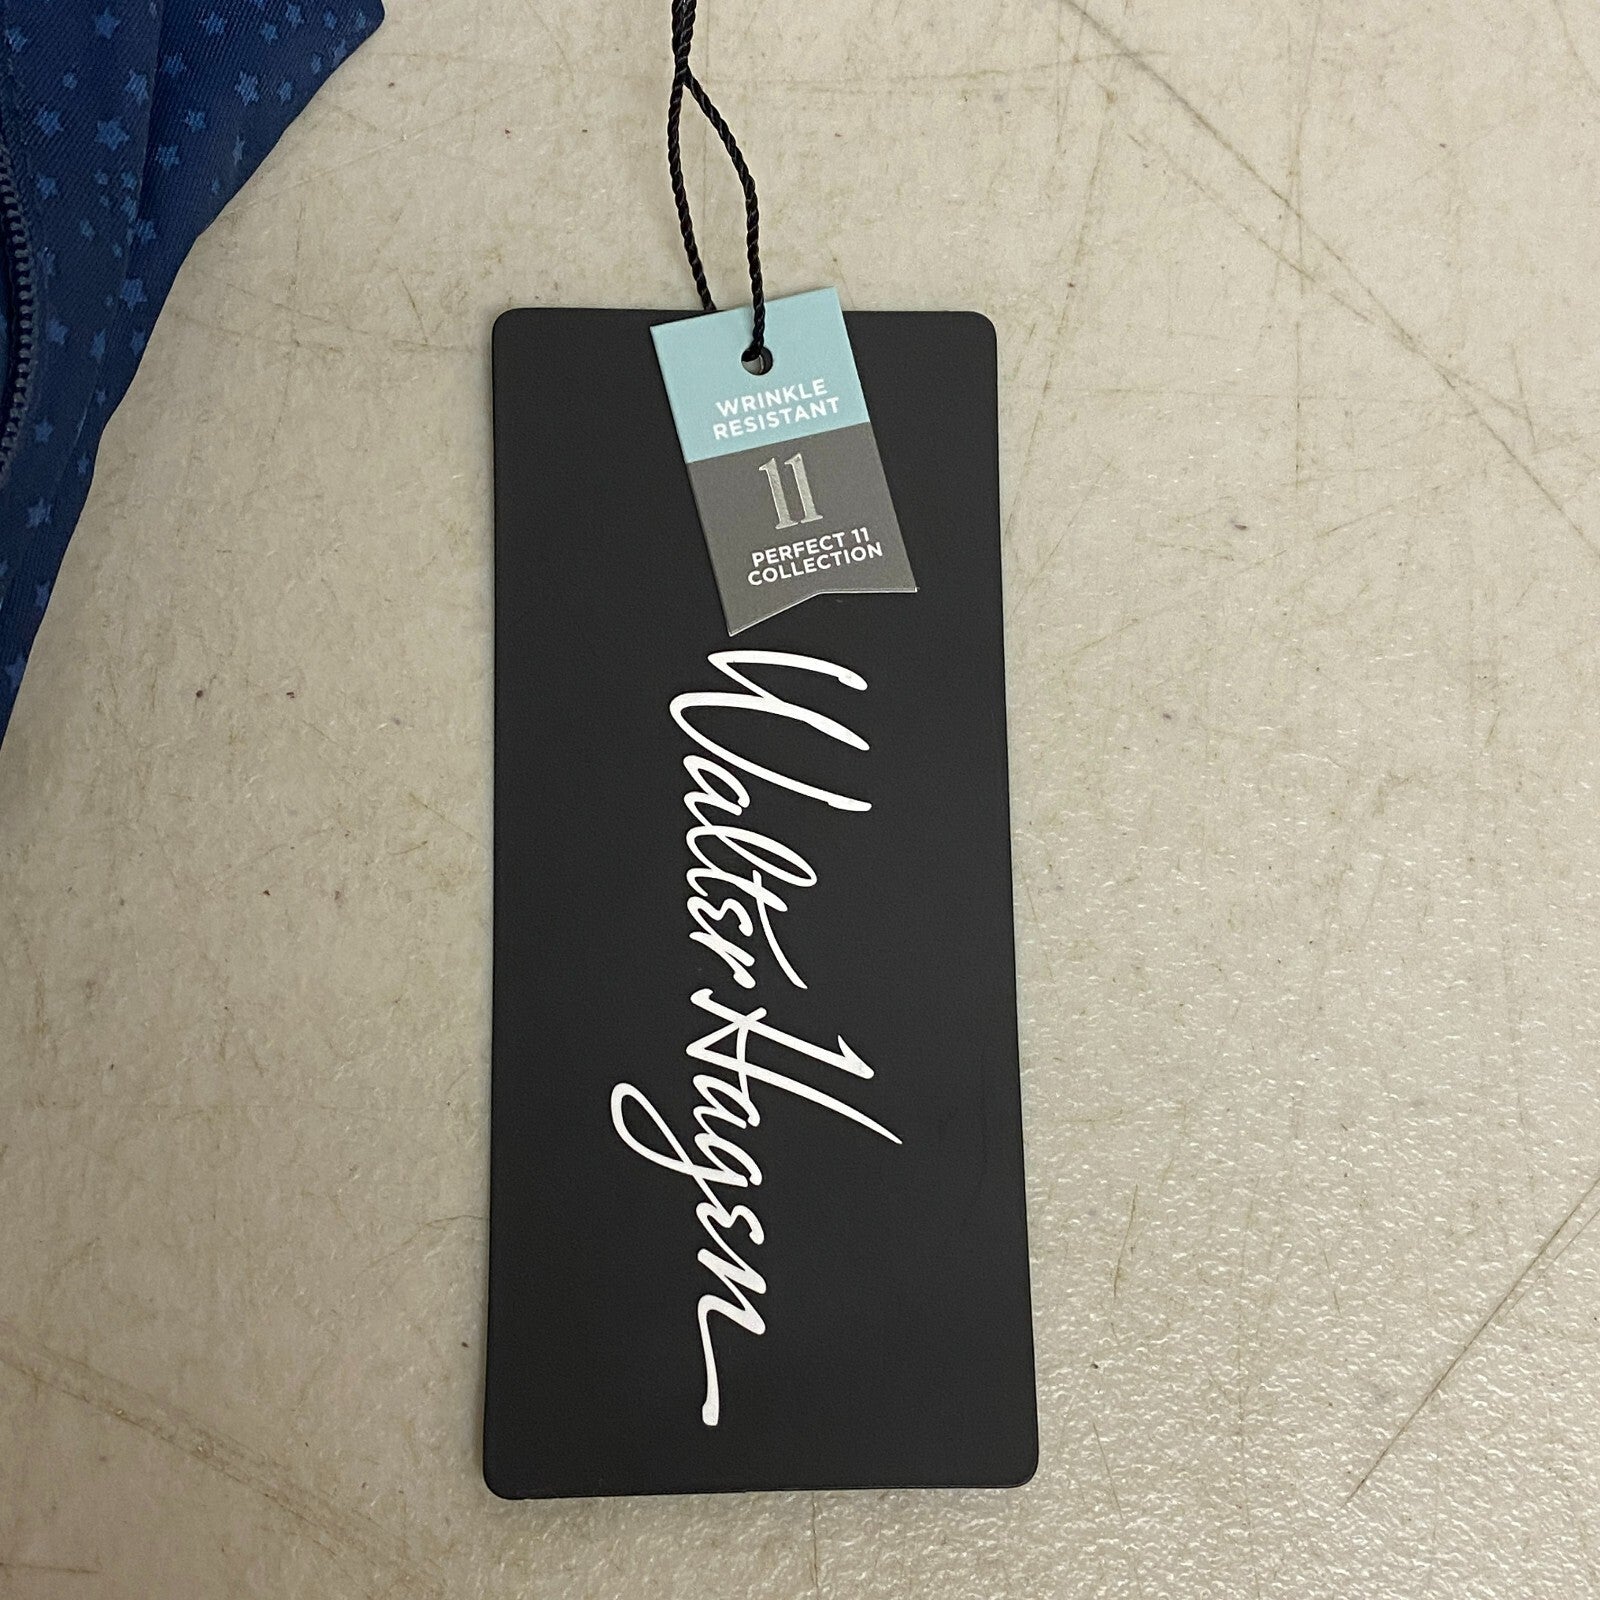 WRINKLE
RESISTANT
11
PERFECT 11
COLLECTION
Walter Hagen